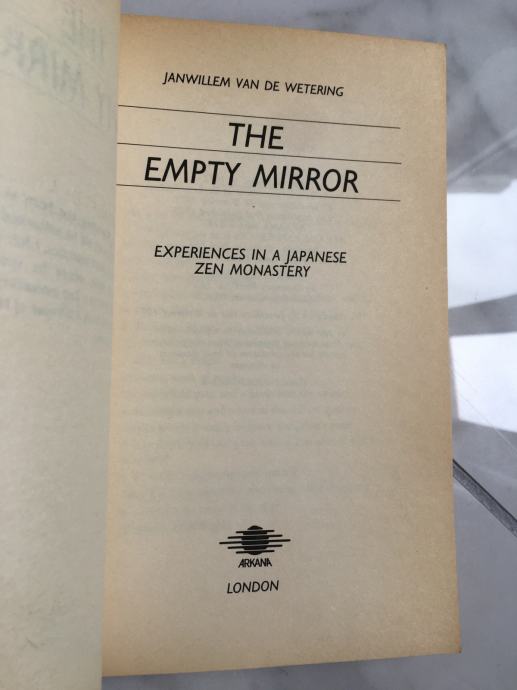 JANWILLEM VAN DE WETERING
THE
EMPTY MIRROR
EXPERIENCES IN A JAPANESE
ZEN MONASTERY
ARKANA
LONDON